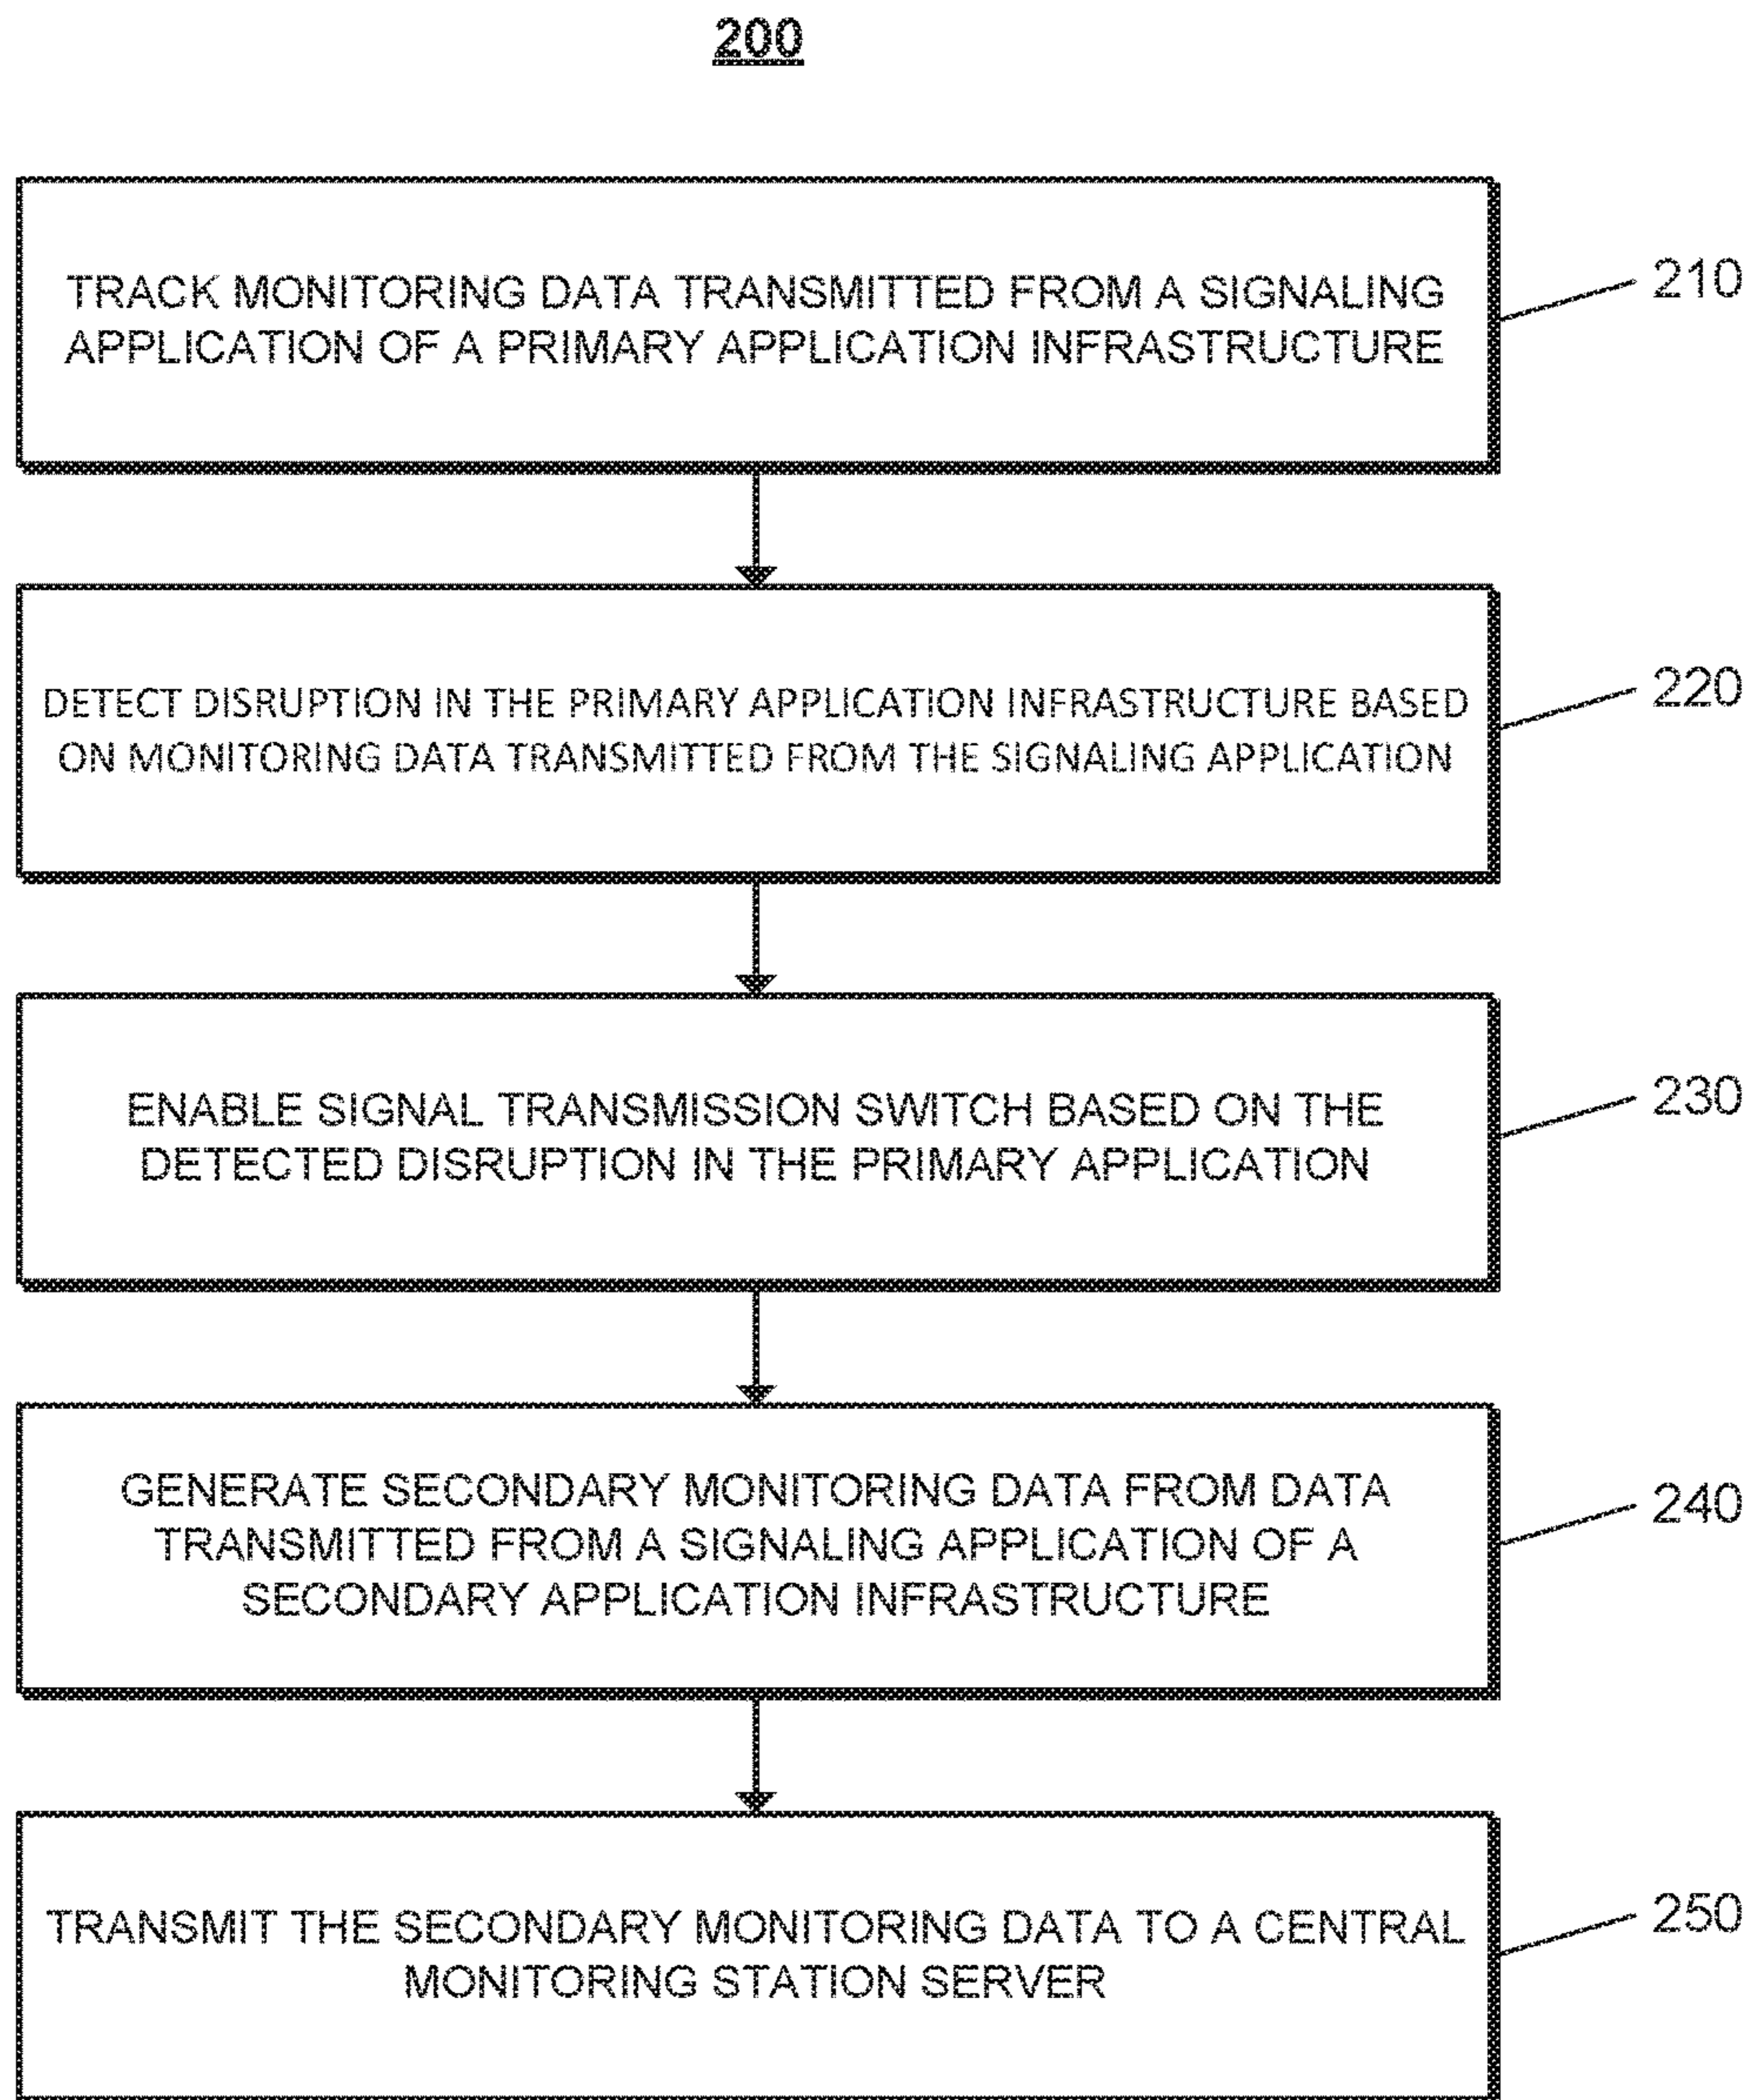 200
TRACK MONITORING DATA TRANSMITTED FROM A SIGNALING
APPLICATION OF A PRIMARY APPLICATION INFRASTRUCTURE
210
DETECT DISRUPTION IN THE PRIMARY APPLICATION INFRASTRUCTURE BASED
ON MONITORING DATA TRANSMITTED FROM THE SIGNALING APPLICATION
220
ENABLE SIGNAL TRANSMISSION SWITCH BASED ON THE
DETECTED DISRUPTION IN THE PRIMARY APPLICATION
230
GENERATE SECONDARY MONITORING DATA FROM DATA
TRANSMITTED FROM A SIGNALING APPLICATION OF A
SECONDARY APPLICATION INFRASTRUCTURE
240
TRANSMIT THE SECONDARY MONITORING DATA TO A CENTRAL
MONITORING STATION SERVER
250